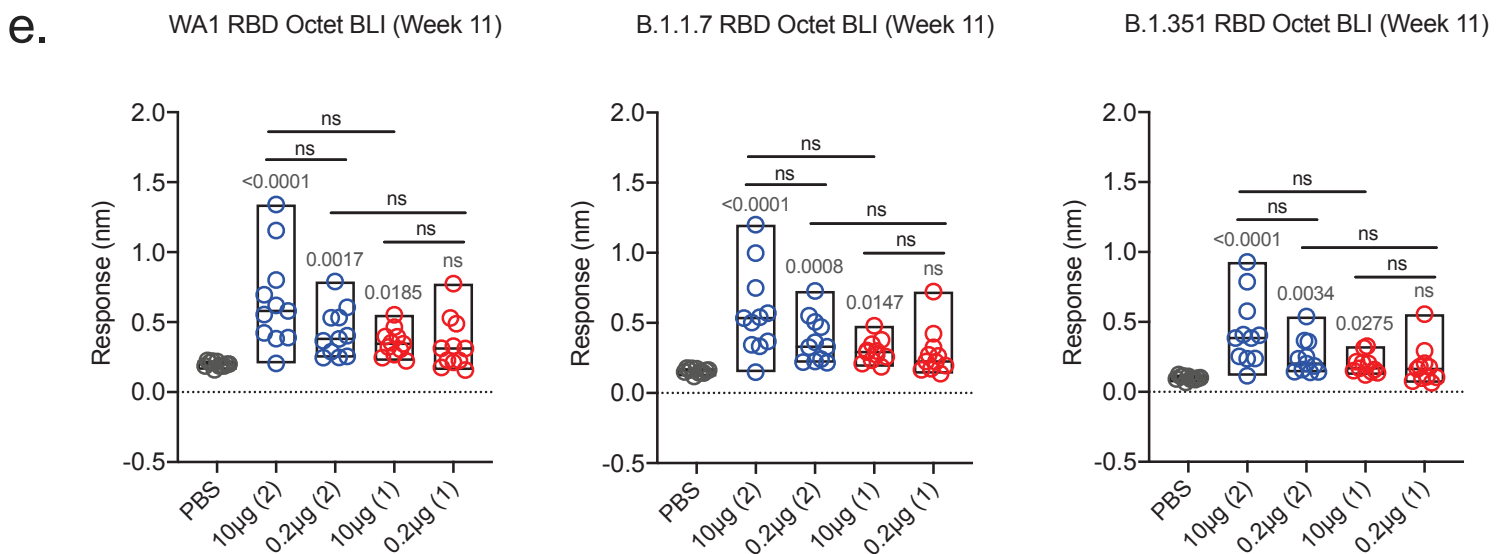 e.
WA1 RBD Octet BLI (Week 11)
2.0
1.5
1.0
0.5
0.0
-0.5
Response (nm)
ns
ns
<0.0001
ns
0.0017
ns
0.0185
ns
PBS
10µg (2)
0.2µg (2)
10µg (1)
0.2µg (1)
B.1.1.7 RBD Octet BLI (Week 11)
2.0
1.5
1.0
0.5
0.0
-0.5
Response (nm)
ns
ns
<0.0001
ns
0.0008
ns
0.0147
ns
PBS
10µg (2)
0.2µg (2)
10µg (1)
0.2µg (1)
B.1.351 RBD Octet BLI (Week 11)
2.0
1.5
1.0
0.5
0.0
-0.5
Response (nm)
ns
ns
<0.0001
ns
0.0034
ns
0.0275
ns
PBS
10µg (2)
0.2µg (2)
10µg (1)
0.2µg (1)